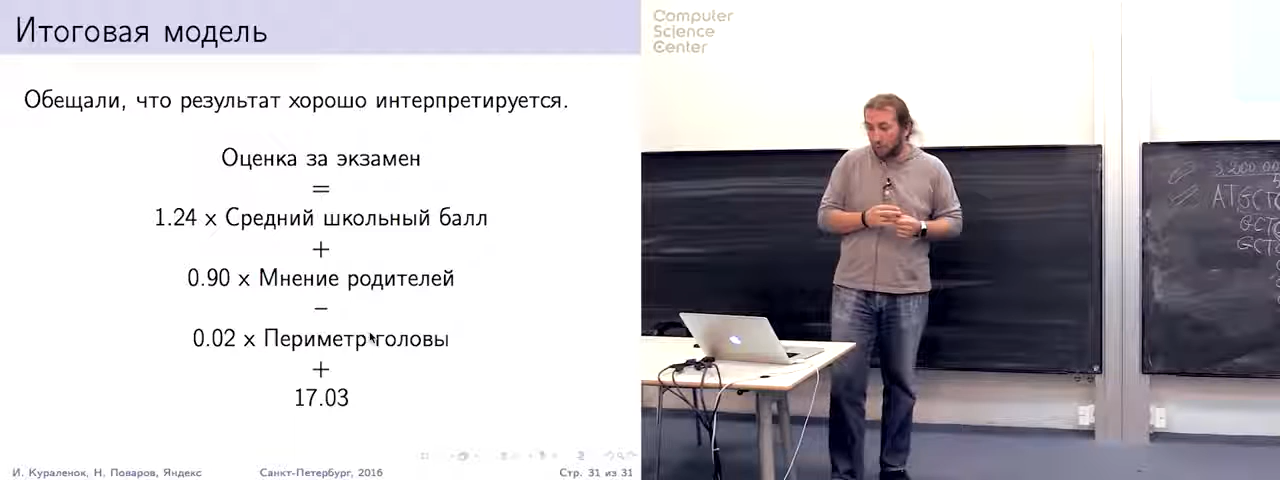 Итоговая модель
Обещали, что результат хорошо интерпретируется.
Оценка за экзамен
=
1.24 x Средний школьный балл
+
0.90 x Мнение родителей
−
0.02 x Периметр головы
+
17.03
И. Кураленок, Н. Поваров, Яндекс Санкт-Петербург, 2016 Стр. 31 из 31
Computer
Science
Center